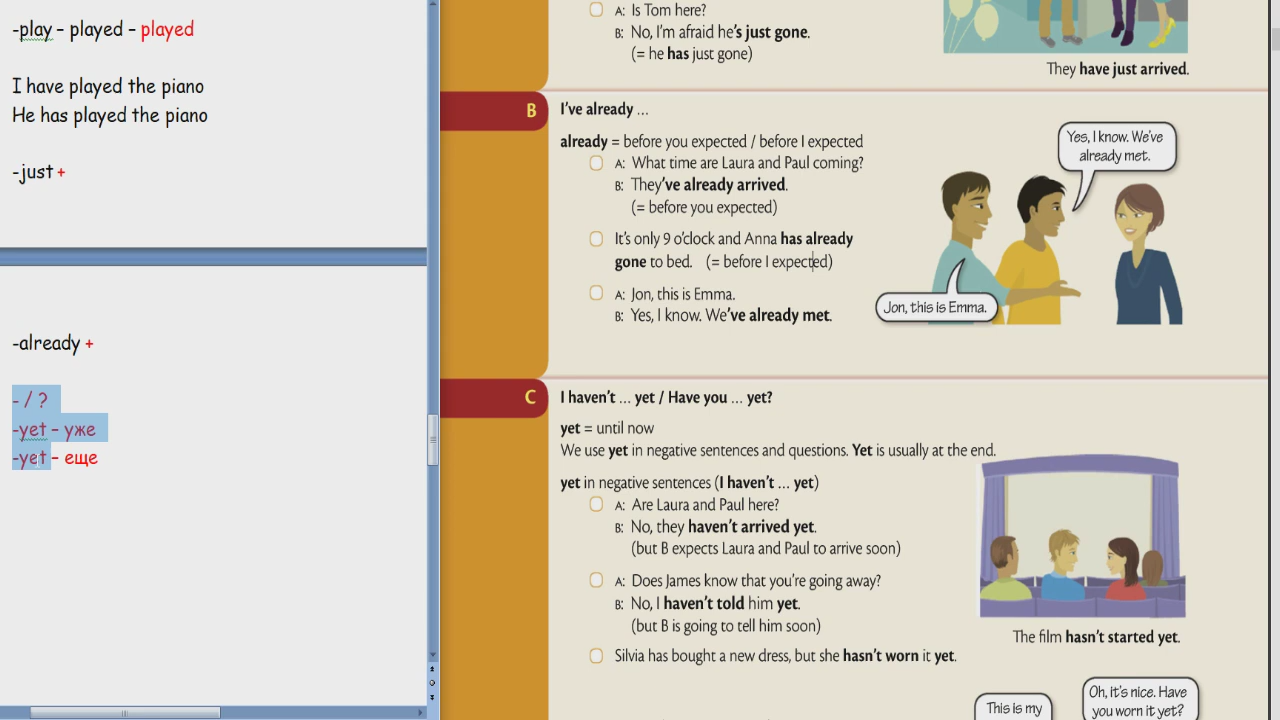 -play – played – played
I have played the piano
He has played the piano
-just +
-already +
- / ?
-yet – уже
-yet – еще
A: Is Tom here?
B: No, I'm afraid he's just gone.
(= he has just gone)
They have just arrived.
B
I've already ...
already = before you expected / before I expected
A: What time are Laura and Paul coming?
B: They've already arrived.
(= before you expected)
It's only 9 o'clock and Anna has already
gone to bed. (= before I expected)
A: Jon, this is Emma.
B: Yes, I know. We've already met.
Yes, I know. We've
already met.
Jon, this is Emma.
C
I haven't ... yet / Have you ... yet?
yet = until now
We use yet in negative sentences and questions. Yet is usually at the end.
yet in negative sentences (I haven't ... yet)
A: Are Laura and Paul here?
B: No, they haven't arrived yet.
(but B expects Laura and Paul to arrive soon)
A: Does James know that you're going away?
B: No, I haven't told him yet.
(but B is going to tell him soon)
Silvia has bought a new dress, but she hasn't worn it yet.
The film hasn't started yet.
This is my
Oh, it's nice. Have
you worn it yet?